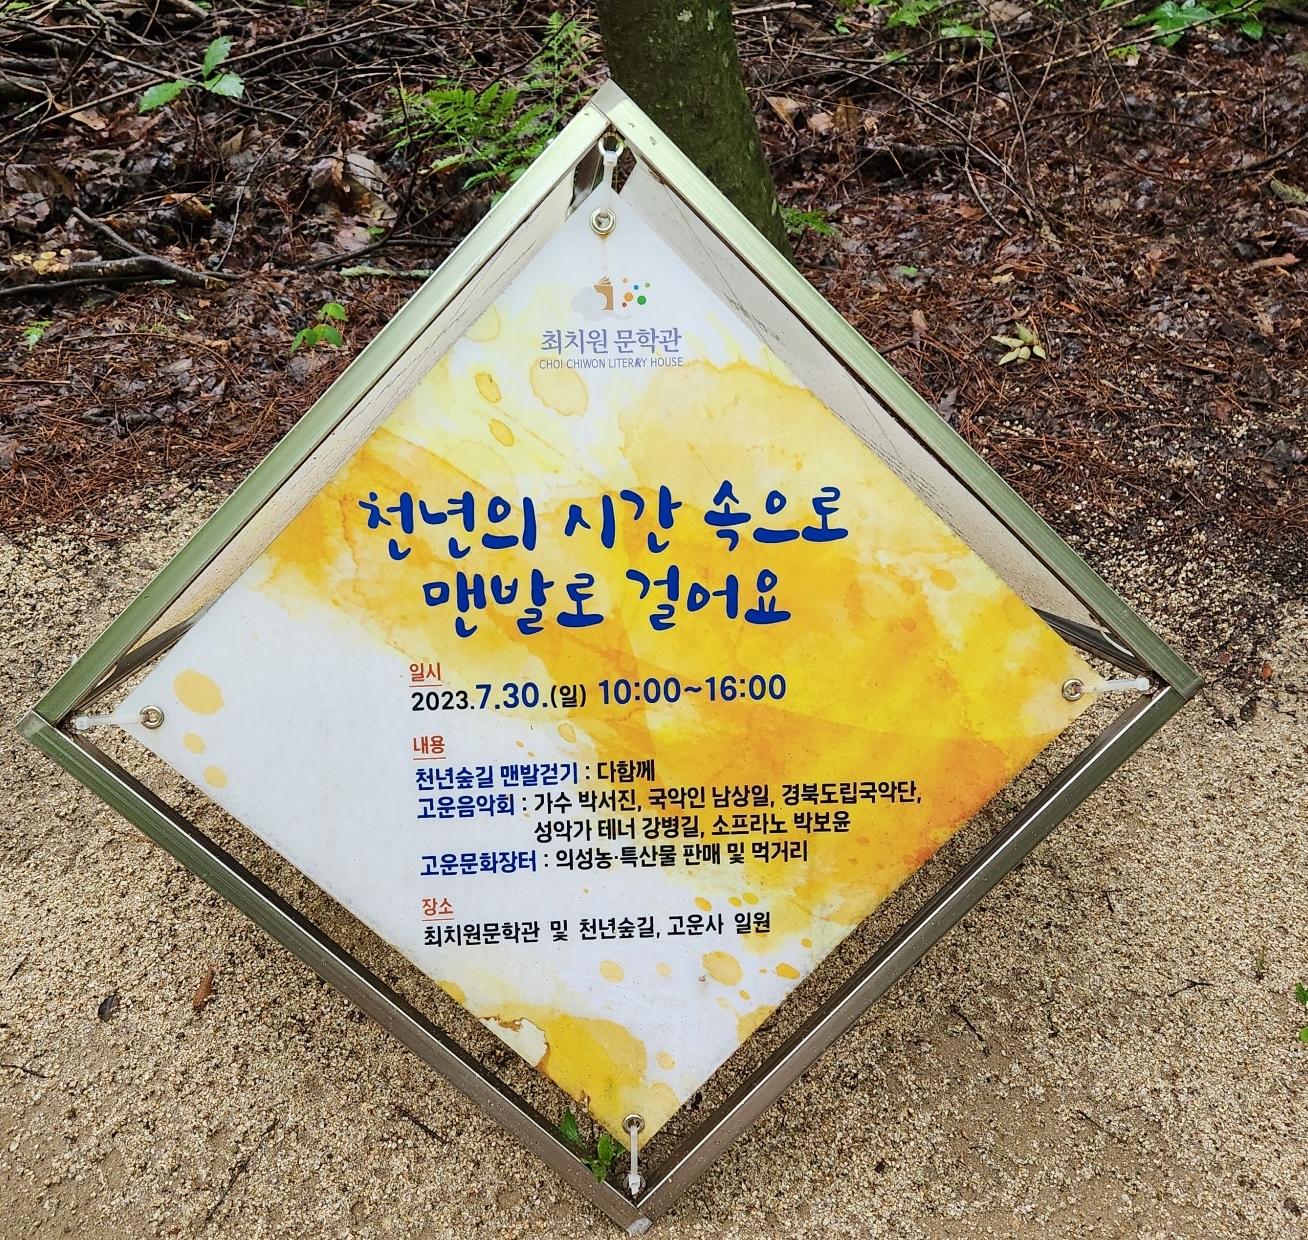 최치원 문학관
CHOI CHIWON LITERARY HOUSE
천년의 시간 속으로
맨발로 걸어요
일시
2023.7.30.(일) 10:00~16:00
내용
천년숲길 맨발걷기 : 다함께
고운음악회 : 가수 박서진, 국악인 남상일, 경북도립국악단,
성악가 테너 강병길, 소프라노 박보윤
고운문화장터 : 의성농·특산물 판매 및 먹거리
장소
최치원문학관 및 천년숲길, 고운사 일원